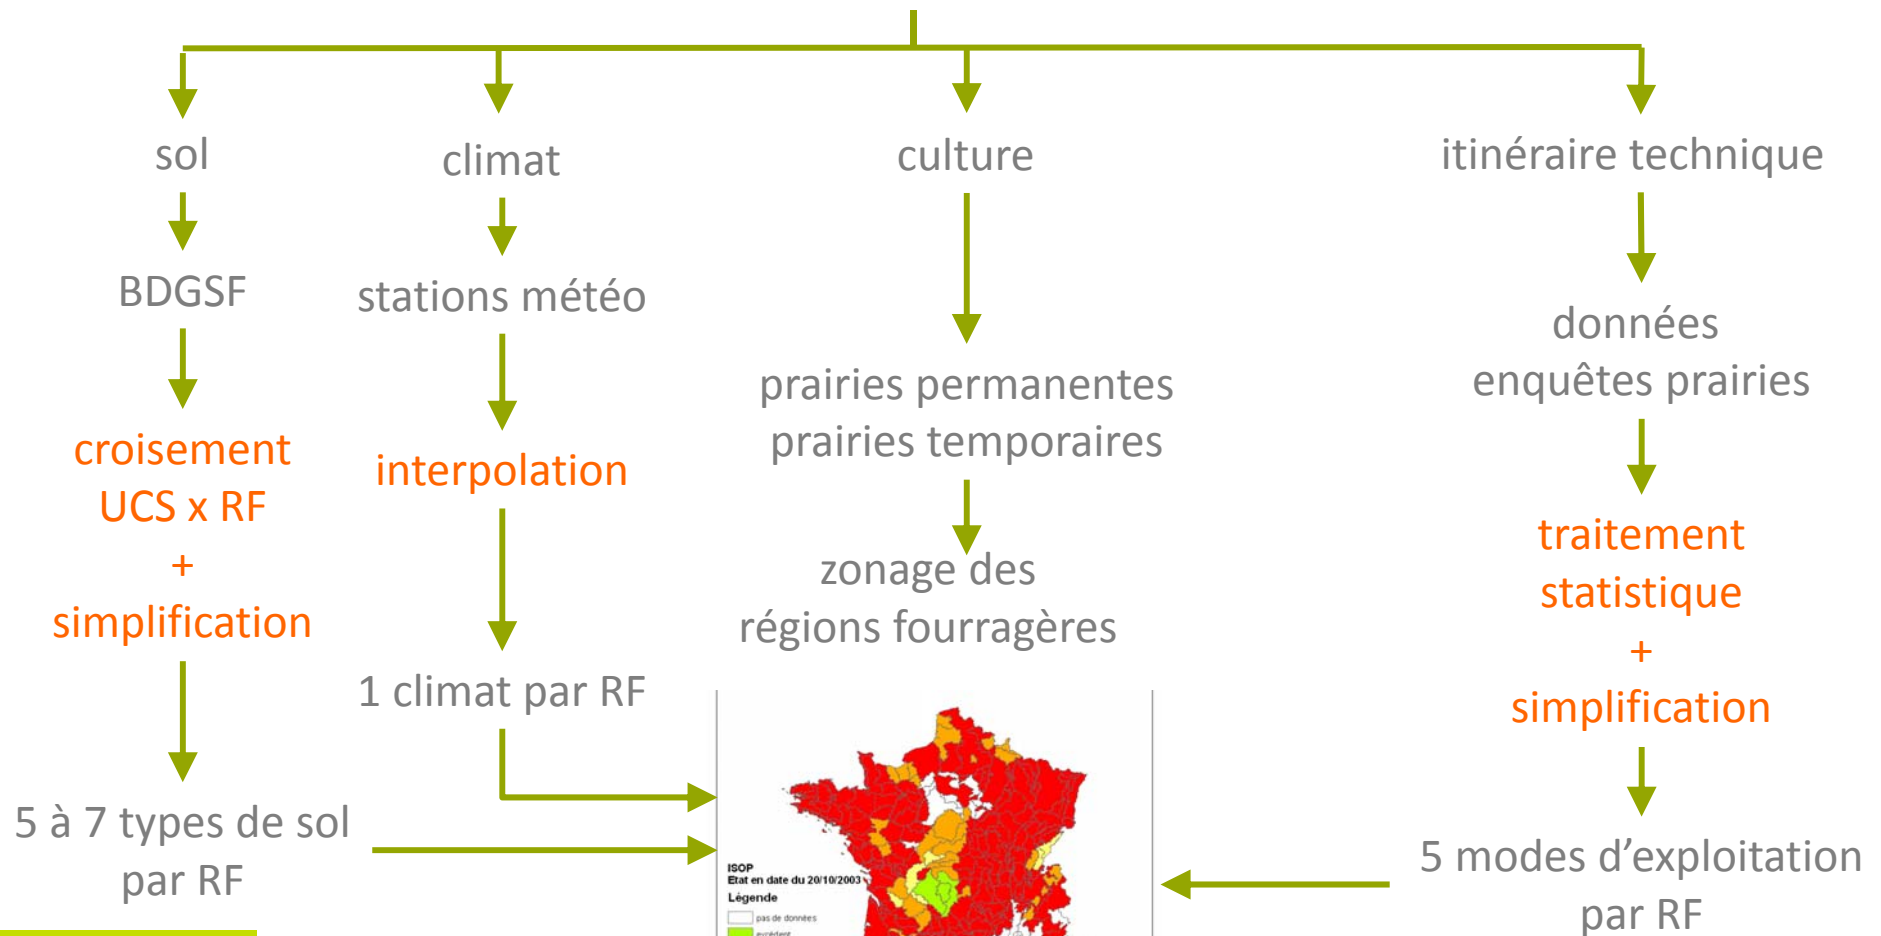 sol
climat
culture
itinéraire technique
BDGSF
stations météo
données
enquêtes prairies
prairies permanentes
prairies temporaires
croisement
UCS x RF
+
simplification
interpolation
traitement
statistique
+
simplification
zonage des
régions fourragères
1 climat par RF
5 à 7 types de sol
par RF
5 modes d’exploitation
par RF
ISOP
Etat en date du 20/10/2003
Légende
pas de données
excédent